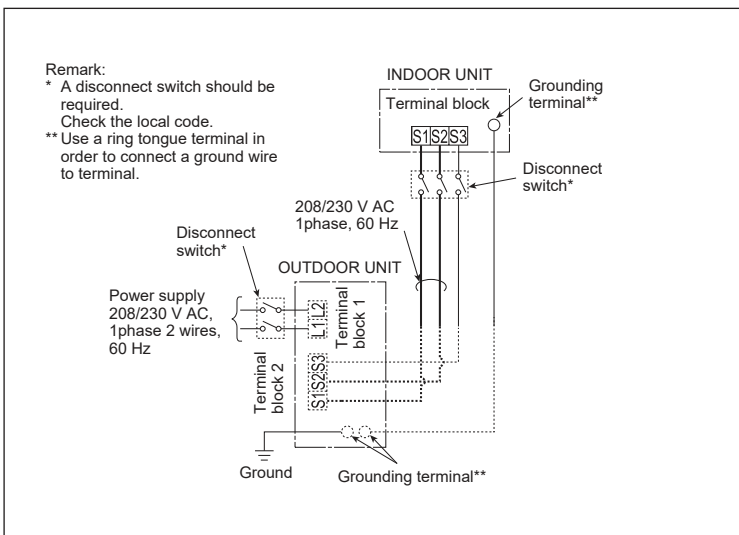 Remark:
* A disconnect switch should be
required.
Check the local code.
** Use a ring tongue terminal in
order to connect a ground wire
to terminal.
INDOOR UNIT
Terminal block
S1 S2 S3
Grounding
terminal**
Disconnect
switch*
208/230 V AC
1phase, 60 Hz
Disconnect
switch*
OUTDOOR UNIT
Power supply
208/230 V AC,
1phase 2 wires,
60 Hz
L1 L2
Terminal
block 1
Terminal
block 2
S1 S2 S3
Ground
Grounding terminal**